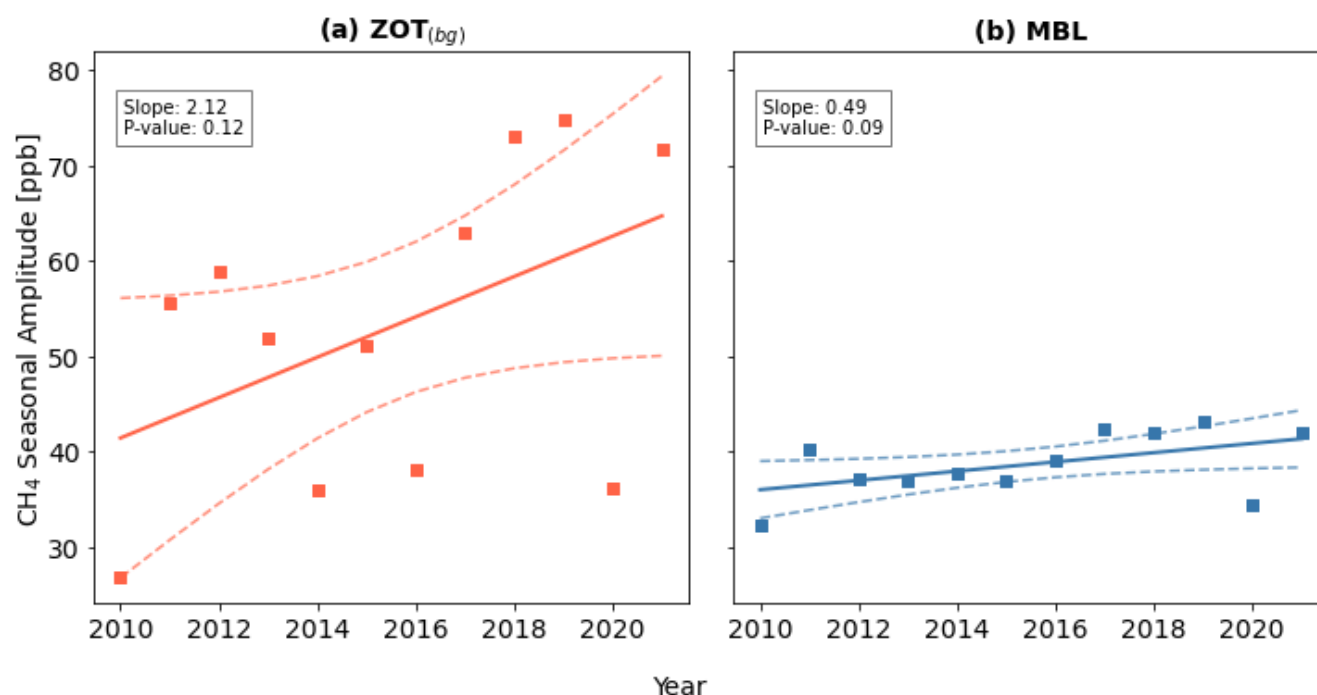 (a) ZOT(bg)
(b) MBL
CH4 Seasonal Amplitude [ppb]
80
70
60
50
40
30
Slope: 2.12
P-value: 0.12
Slope: 0.49
P-value: 0.09
2010 2012 2014 2016 2018 2020
2010 2012 2014 2016 2018 2020
Year